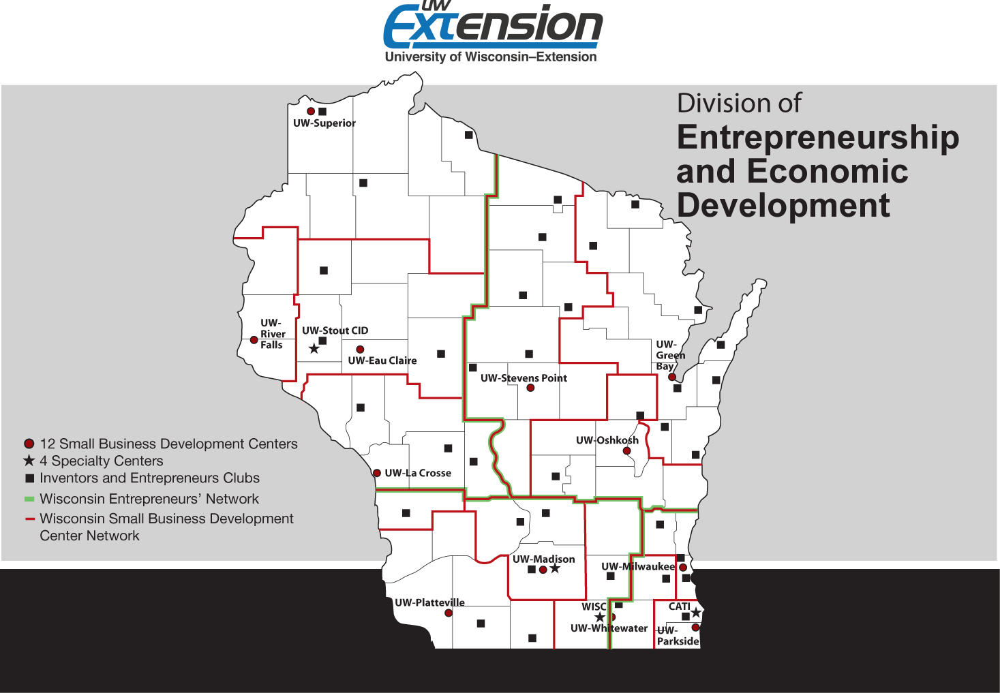 UW
Extension
University of Wisconsin–Extension
Division of
Entrepreneurship
and Economic
Development
UW-Superior
UW-
River
Falls
UW-Stout CID
UW-Eau Claire
UW-Green
Bay
UW-Stevens Point
UW-Oshkosh
UW-La Crosse
12 Small Business Development Centers
4 Specialty Centers
Inventors and Entrepreneurs Clubs
Wisconsin Entrepreneurs’ Network
Wisconsin Small Business Development
Center Network
UW-Madison
UW-Milwaukee
UW-Platteville
WISC
UW-Whitewater
CATI
UW-
Parkside